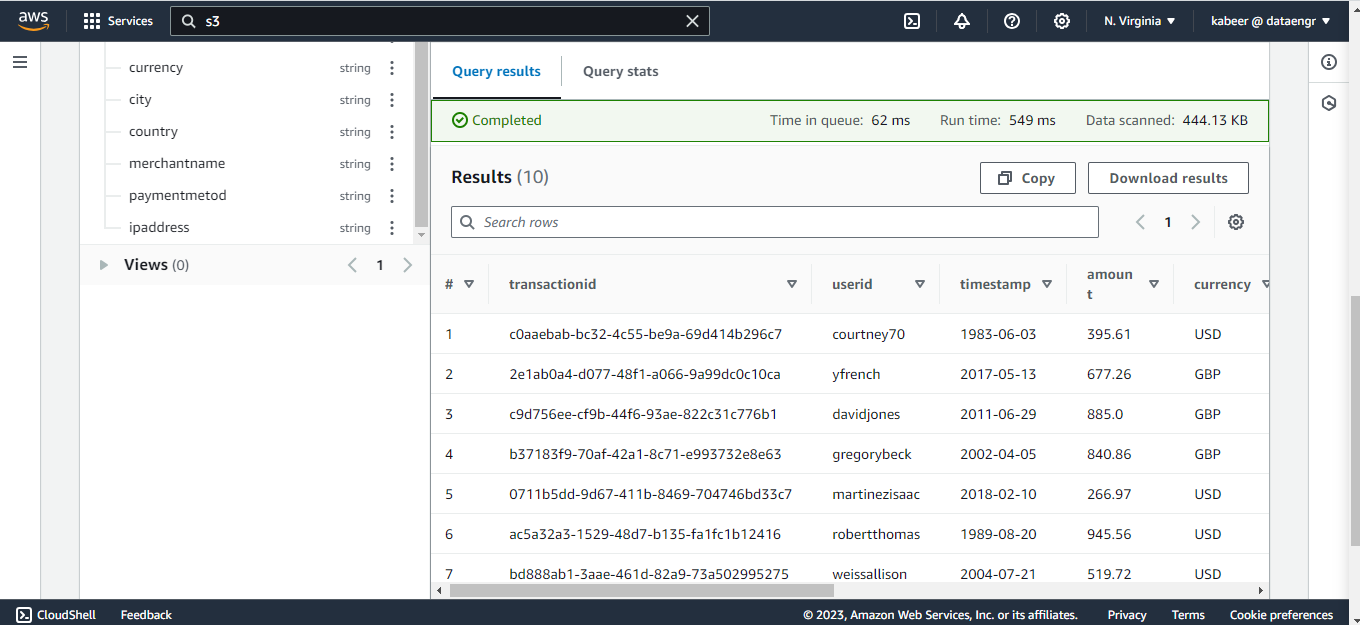 aws Services s3 N. Virginia kabeer @ dataengr
currency string
city string
country string
merchantname string
paymentmetod string
ipaddress string
Views (0) 1
Query results Query stats
Completed Time in queue: 62 ms Run time: 549 ms Data scanned: 444.13 KB
Results (10) Copy Download results
Search rows 1
# transactionid userid timestamp amoun
t currency
1 c0aaebab-bc32-4c55-be9a-69d414b296c7 courtney70 1983-06-03 395.61 USD
2 2e1ab0a4-d077-48f1-a066-9a99dc0c10ca yfrench 2017-05-13 677.26 GBP
3 c9d756ee-cf9b-44f6-93ae-822c31c776b1 davidjones 2011-06-29 885.0 GBP
4 b37183f9-70af-42a1-8c71-e993732e8e63 gregorybeck 2002-04-05 840.86 GBP
5 0711b5dd-9d67-411b-8469-704746bd33c7 martinezisaac 2018-02-10 266.97 USD
6 ac5a32a3-1529-48d7-b135-fa1fc1b12416 robertthomas 1989-08-20 945.56 USD
7 bd888ab1-3aae-461d-82a9-73a502995275 weissallison 2004-07-21 519.72 USD
CloudShell Feedback © 2023, Amazon Web Services, Inc. or its affiliates. Privacy Terms Cookie preferences